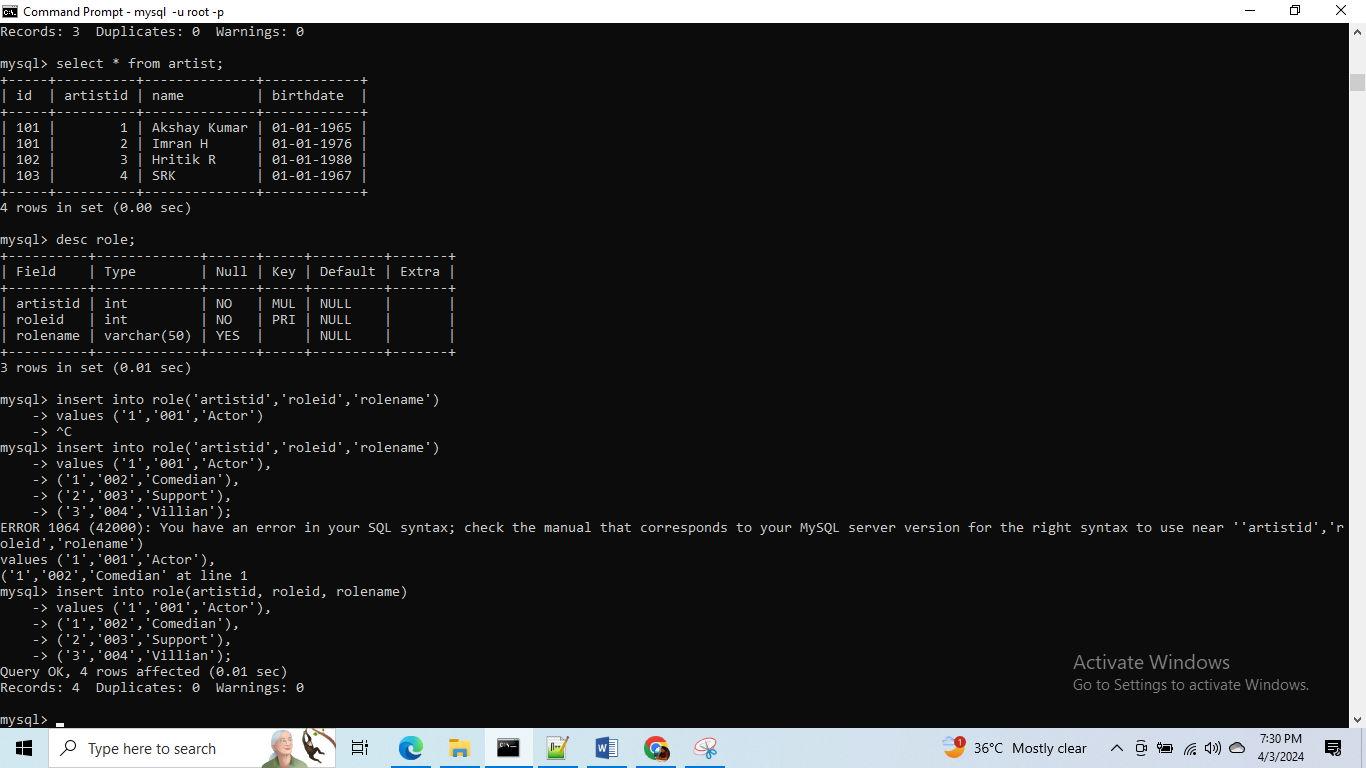 Command Prompt - mysql  -u root -p
Records: 3  Duplicates: 0  Warnings: 0
mysql> select * from artist;
+-----+----------+--------------+------------+
| id  | artistid | name         | birthdate  |
+-----+----------+--------------+------------+
| 101 |        1 | Akshay Kumar | 01-01-1965 |
| 101 |        2 | Imran H      | 01-01-1976 |
| 102 |        3 | Hritik R     | 01-01-1980 |
| 103 |        4 | SRK          | 01-01-1967 |
+-----+----------+--------------+------------+
4 rows in set (0.00 sec)
mysql> desc role;
+----------+-------------+------+-----+---------+-------+
| Field    | Type        | Null | Key | Default | Extra |
+----------+-------------+------+-----+---------+-------+
| artistid | int         | NO   | MUL | NULL    |       |
| roleid   | int         | NO   | PRI | NULL    |       |
| rolename | varchar(50) | YES  |     | NULL    |       |
+----------+-------------+------+-----+---------+-------+
3 rows in set (0.01 sec)
mysql> insert into role('artistid','roleid','rolename')
    -> values ('1','001','Actor')
    -> ^C
mysql> insert into role('artistid','roleid','rolename')
    -> values ('1','001','Actor'),
    -> ('1','002','Comedian'),
    -> ('2','003','Support'),
    -> ('3','004','Villian');
ERROR 1064 (42000): You have an error in your SQL syntax; check the manual that corresponds to your MySQL server version for the right syntax to use near ''artistid','r
oleid','rolename')
values ('1','001','Actor'),
('1','002','Comedian' at line 1
mysql> insert into role(artistid, roleid, rolename)
    -> values ('1','001','Actor'),
    -> ('1','002','Comedian'),
    -> ('2','003','Support'),
    -> ('3','004','Villian');
Query OK, 4 rows affected (0.01 sec)
Records: 4  Duplicates: 0  Warnings: 0
mysql>
Activate Windows
Go to Settings to activate Windows.
Type here to search
1
36°C  Mostly clear
7:30 PM
4/3/2024